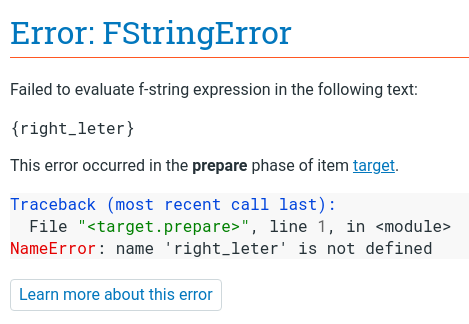 Error: FStringError
Failed to evaluate f-string expression in the following text:
{right_leter}
This error occurred in the prepare phase of item target.
Traceback (most recent call last):
  File "<target.prepare>", line 1, in <module>
NameError: name 'right_leter' is not defined
Learn more about this error